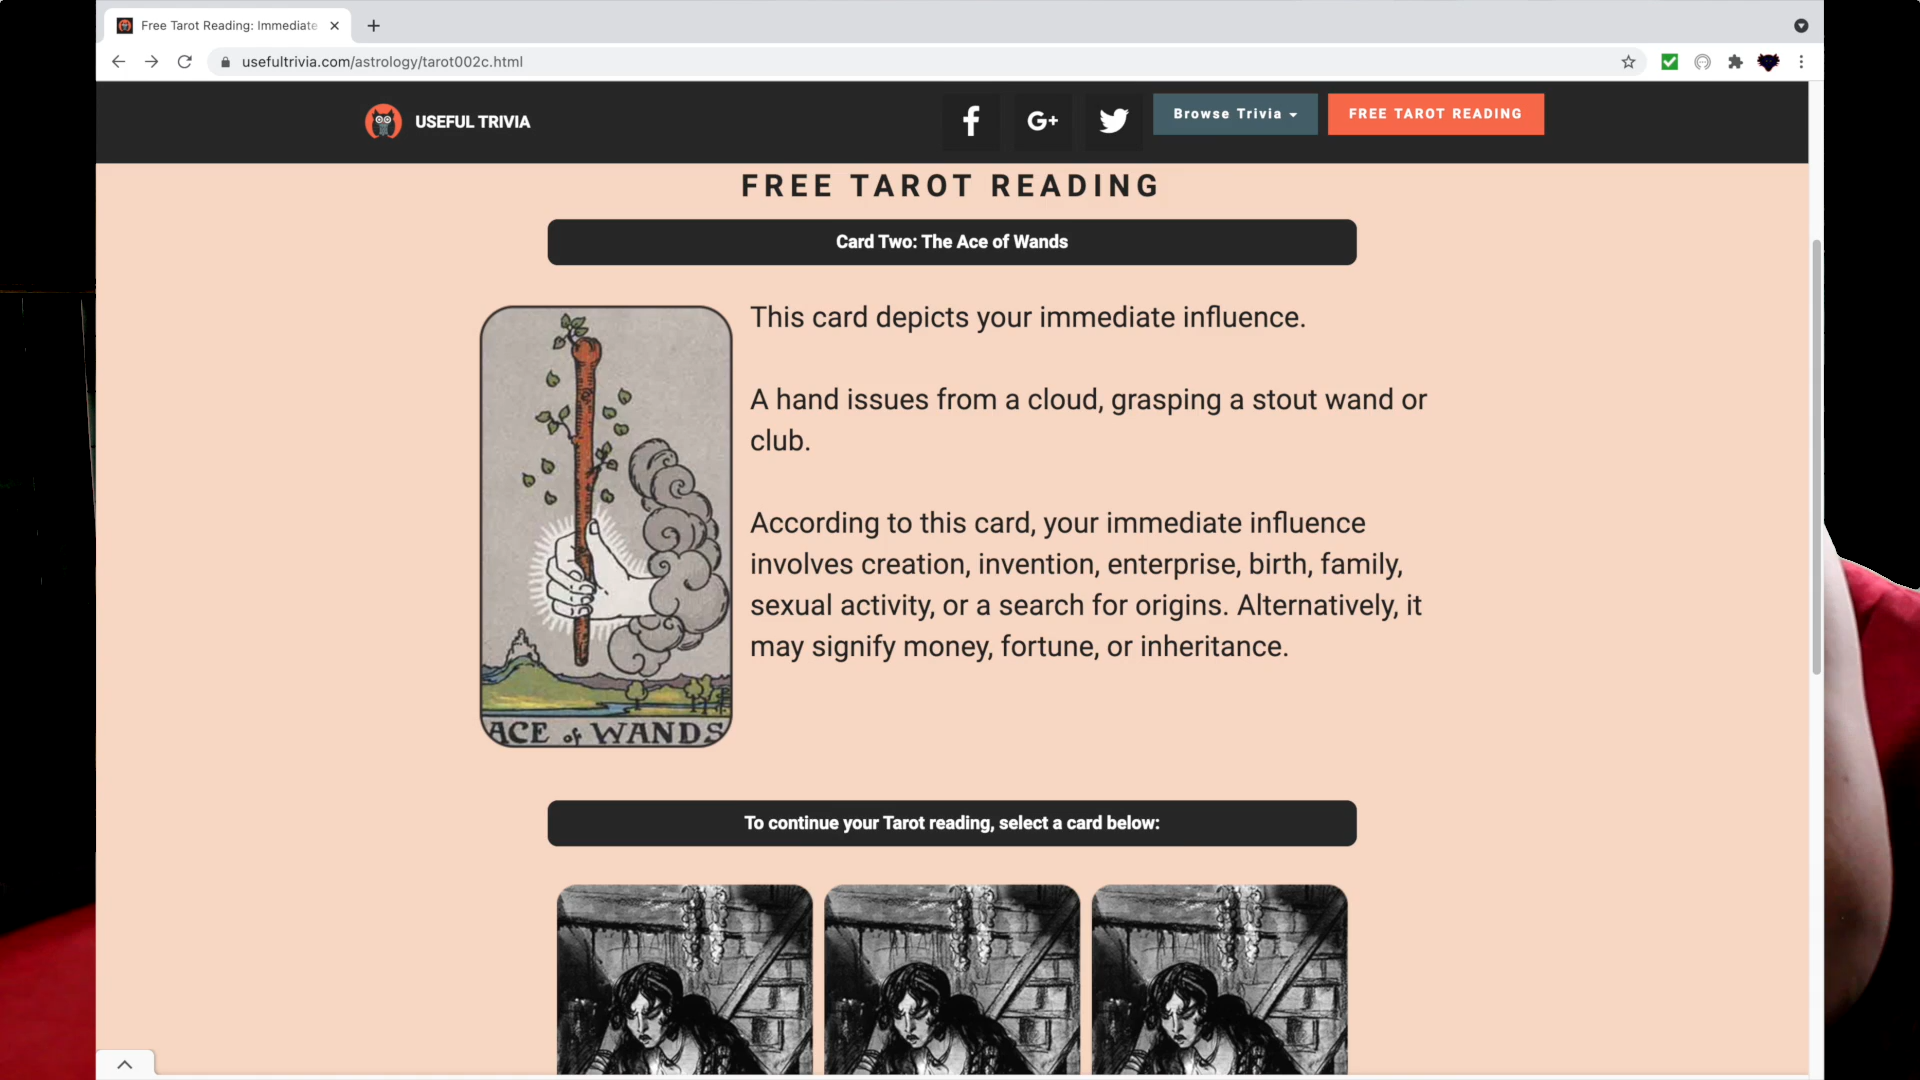 Free Tarot Reading: Immediate
usefultrivia.com/astrology/tarot002c.html
USEFUL TRIVIA
G+
Browse Trivia
FREE TAROT READING
FREE TAROT READING
Card Two: The Ace of Wands
This card depicts your immediate influence.
A hand issues from a cloud, grasping a stout wand or
club.
According to this card, your immediate influence
involves creation, invention, enterprise, birth, family,
sexual activity, or a search for origins. Alternatively, it
may signify money, fortune, or inheritance.
ACE of WANDS
To continue your Tarot reading, select a card below: